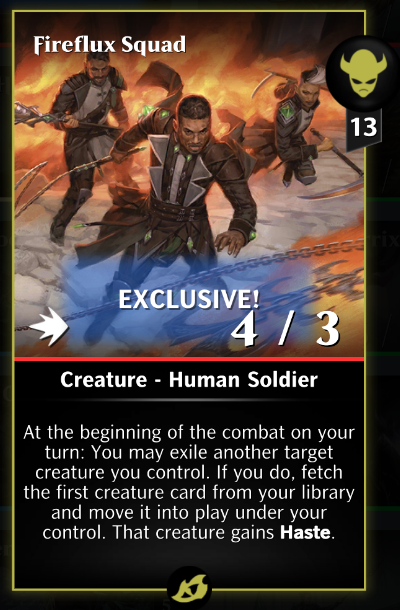 Fireflux Squad
13
EXCLUSIVE!
4 / 3
Creature - Human Soldier
At the beginning of the combat on your
turn: You may exile another target
creature you control. If you do, fetch
the first creature card from your library
and move it into play under your
control. That creature gains Haste.